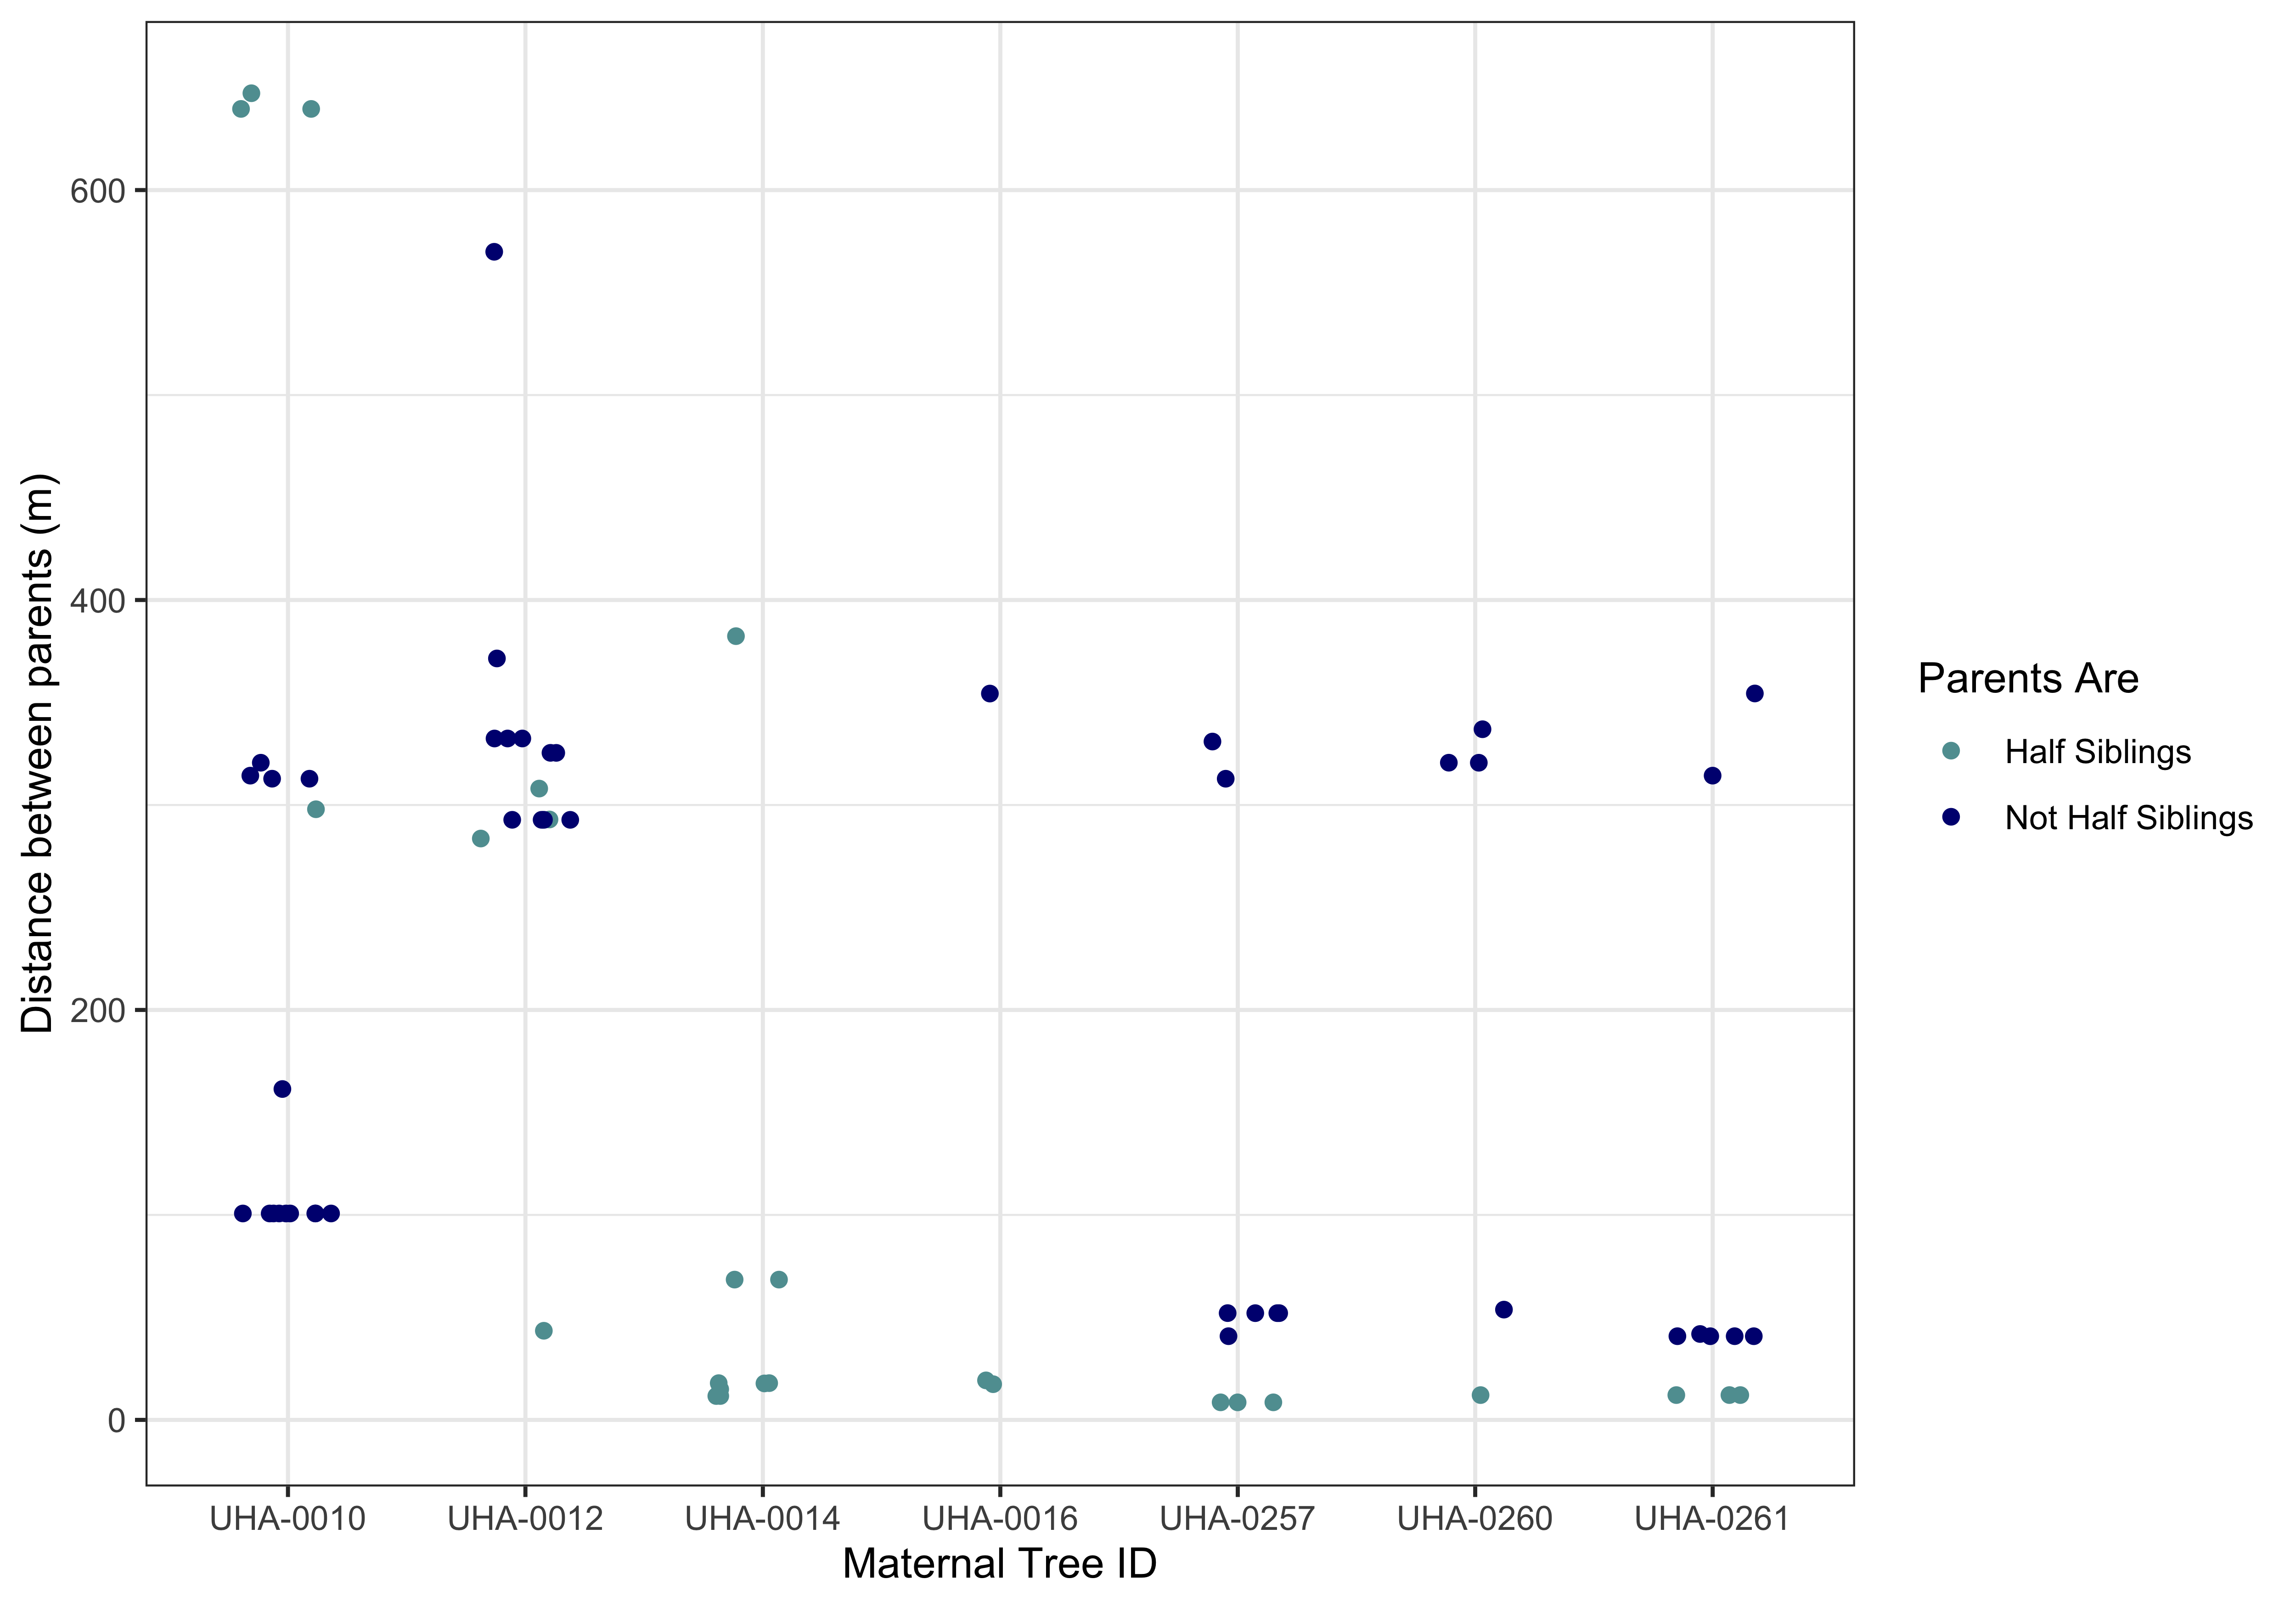 Distance between parents (m)
600
400
200
0
UHA-0010 UHA-0012 UHA-0014 UHA-0016 UHA-0257 UHA-0260 UHA-0261
Maternal Tree ID
Parents Are
Half Siblings
Not Half Siblings